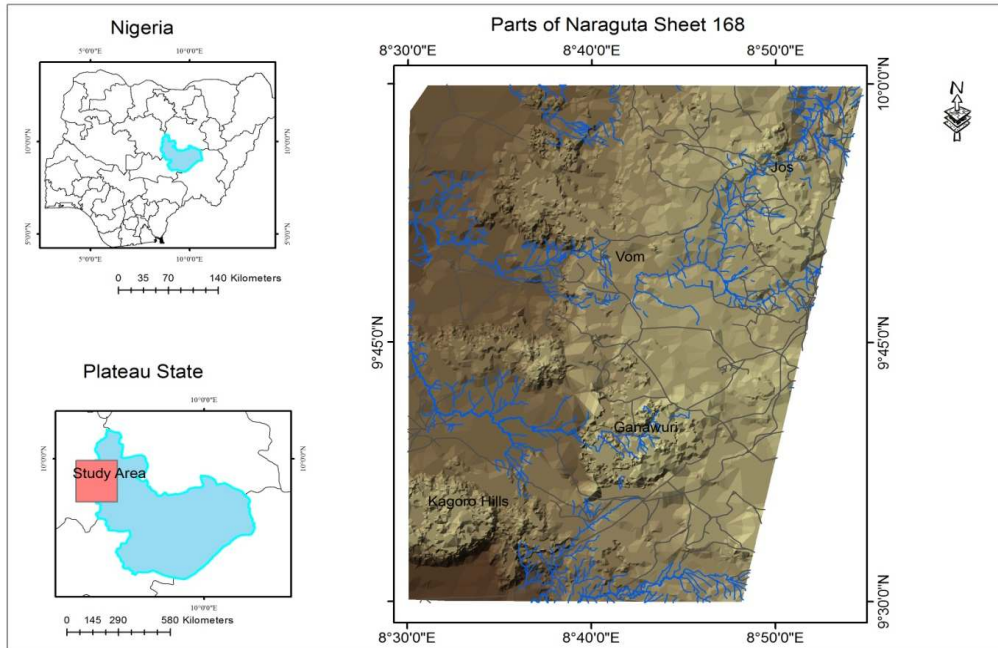 Nigeria
5°0'0"E 10°0'0"E
10°0'0"N 10°0'0"N
5°0'0"N 5°0'0"N
5°0'0"E 10°0'0"E
0 35 70 140 Kilometers
Plateau State
10°0'0"E
10°0'0"N 10°0'0"N
Study Area
10°0'0"E
0 145 290 580 Kilometers
Parts of Naraguta Sheet 168
8°30'0"E 8°40'0"E 8°50'0"E
10°0'0"N
N
Jos
Vom
9°45'0"N 9°45'0"N
Ganawuri
Kagoro Hills
9°30'0"N
8°30'0"E 8°40'0"E 8°50'0"E